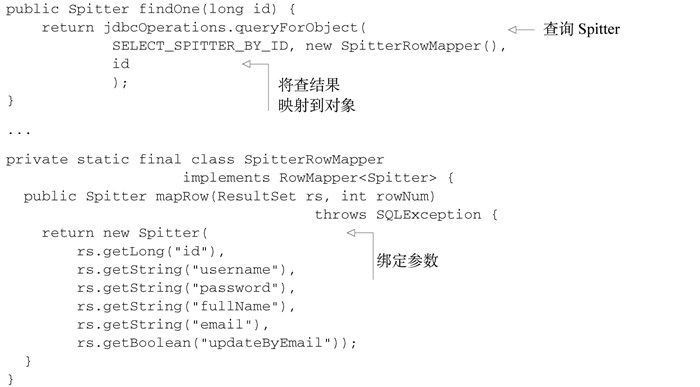 public Spitter findOne(long id) {
return jdbcOperations.queryForObject(
查询 Spitter
SELECT_SPITTER_BY_ID, new SpitterRowMapper(),
id
将查结果
映射到对象
);
}
...
private static final class SpitterRowMapper
implements RowMapper<Spitter> {
public Spitter mapRow(ResultSet rs, int rowNum)
throws SQLException {
return new Spitter(
绑定参数
rs.getLong("id"),
rs.getString("username"),
rs.getString("password"),
rs.getString("fullName"),
rs.getString("email"),
rs.getBoolean("updateByEmail"));
}
}